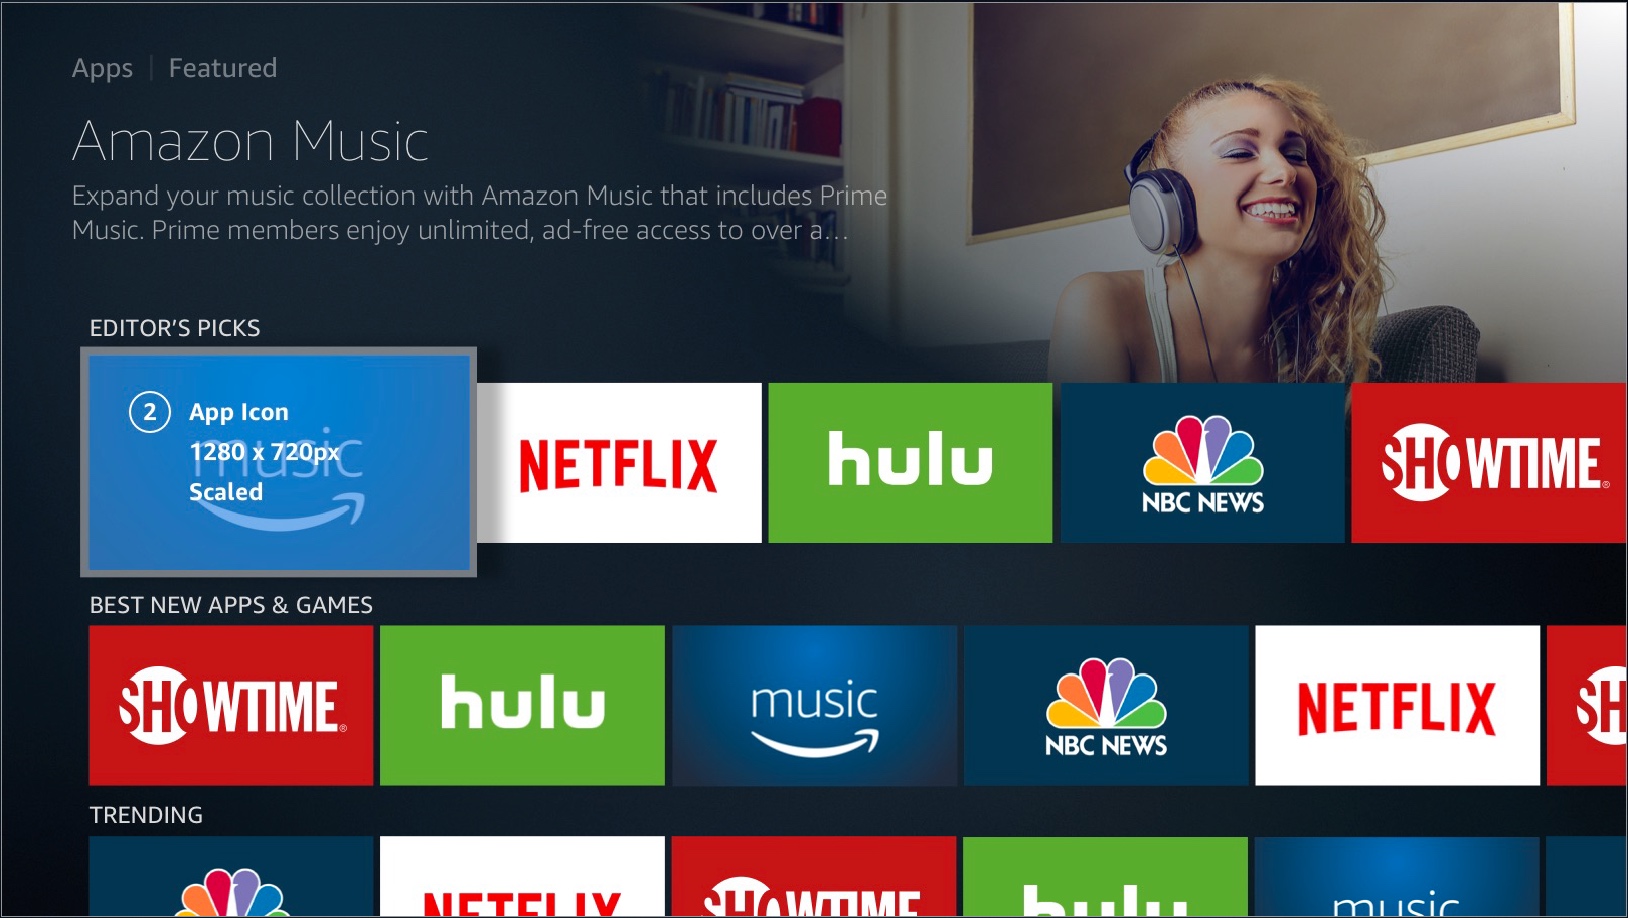 Apps | Featured
Amazon Music
Expand your music collection with Amazon Music that includes Prime
Music. Prime members enjoy unlimited, ad-free access to over a...
EDITOR'S PICKS
2 App Icon
1280 x 720px
Scaled
music
NETFLIX
hulu
NBC NEWS
SHOWTIME®
BEST NEW APPS & GAMES
SHOWTIME®
hulu
music
NBC NEWS
NETFLIX
SH
TRENDING
NETFLIX
SHOWTIME
hulu
music